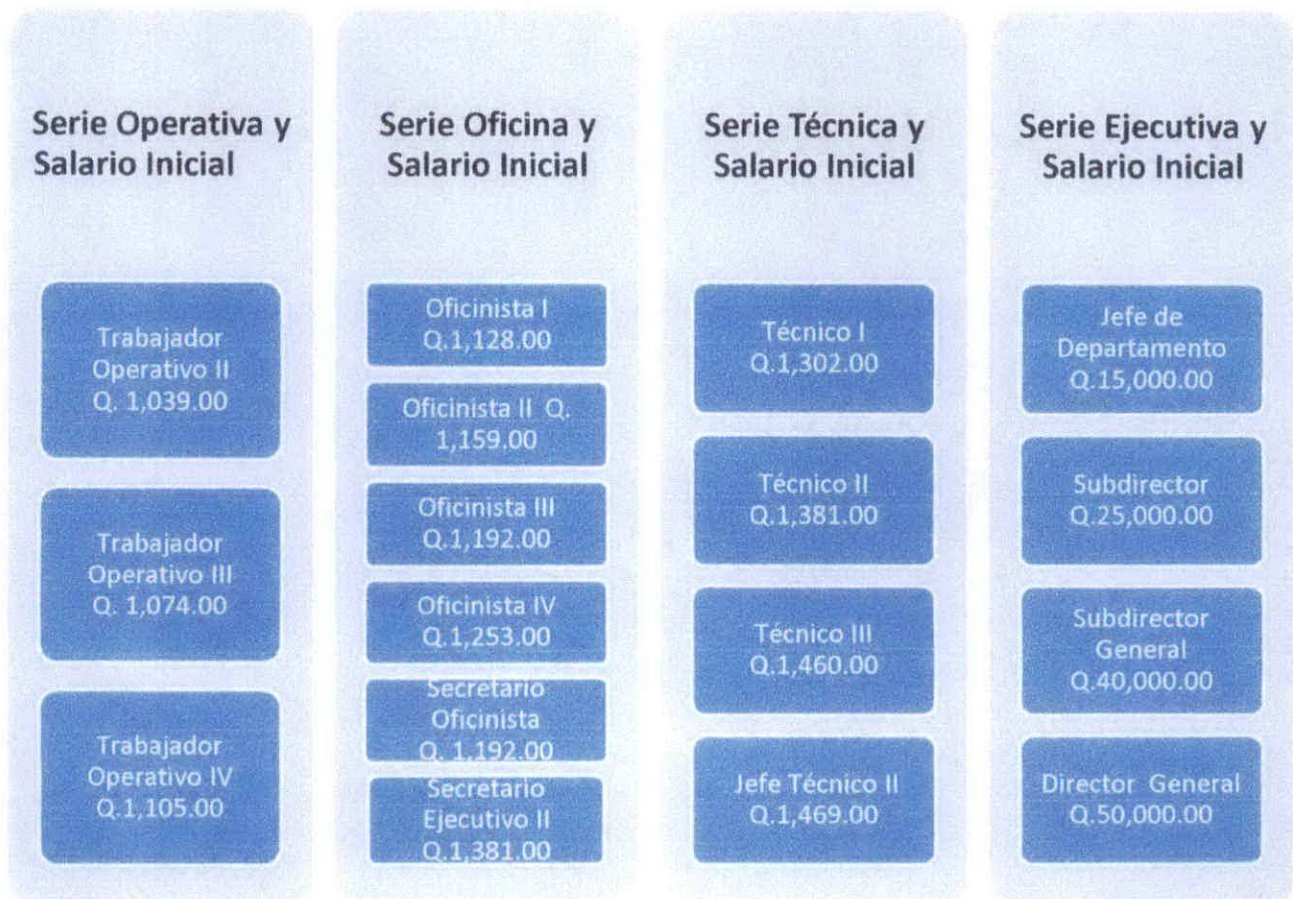 Serie Operativa y
Salario Inicial
Trabajador
Operativo II
Q. 1,039.00
Trabajador
Operativo III
Q. 1,074.00
Trabajador
Operativo IV
Q.1,105.00
Serie Oficina y
Salario Inicial
Oficinista I
Q.1,128.00
Oficinista II Q.
1,159.00
Oficinista III
Q.1,192.00
Oficinista IV
Q.1,253.00
Secretario
Oficinista
Q. 1,192.00
Secretario
Ejecutivo II
Q.1,381.00
Serie Técnica y
Salario Inicial
Técnico I
Q.1,302.00
Técnico II
Q.1,381.00
Técnico III
Q.1,460.00
Jefe Técnico II
Q.1,469.00
Serie Ejecutiva y
Salario Inicial
Jefe de
Departamento
Q.15,000.00
Subdirector
Q.25,000.00
Subdirector
General
Q.40,000.00
Director General
Q.50,000.00